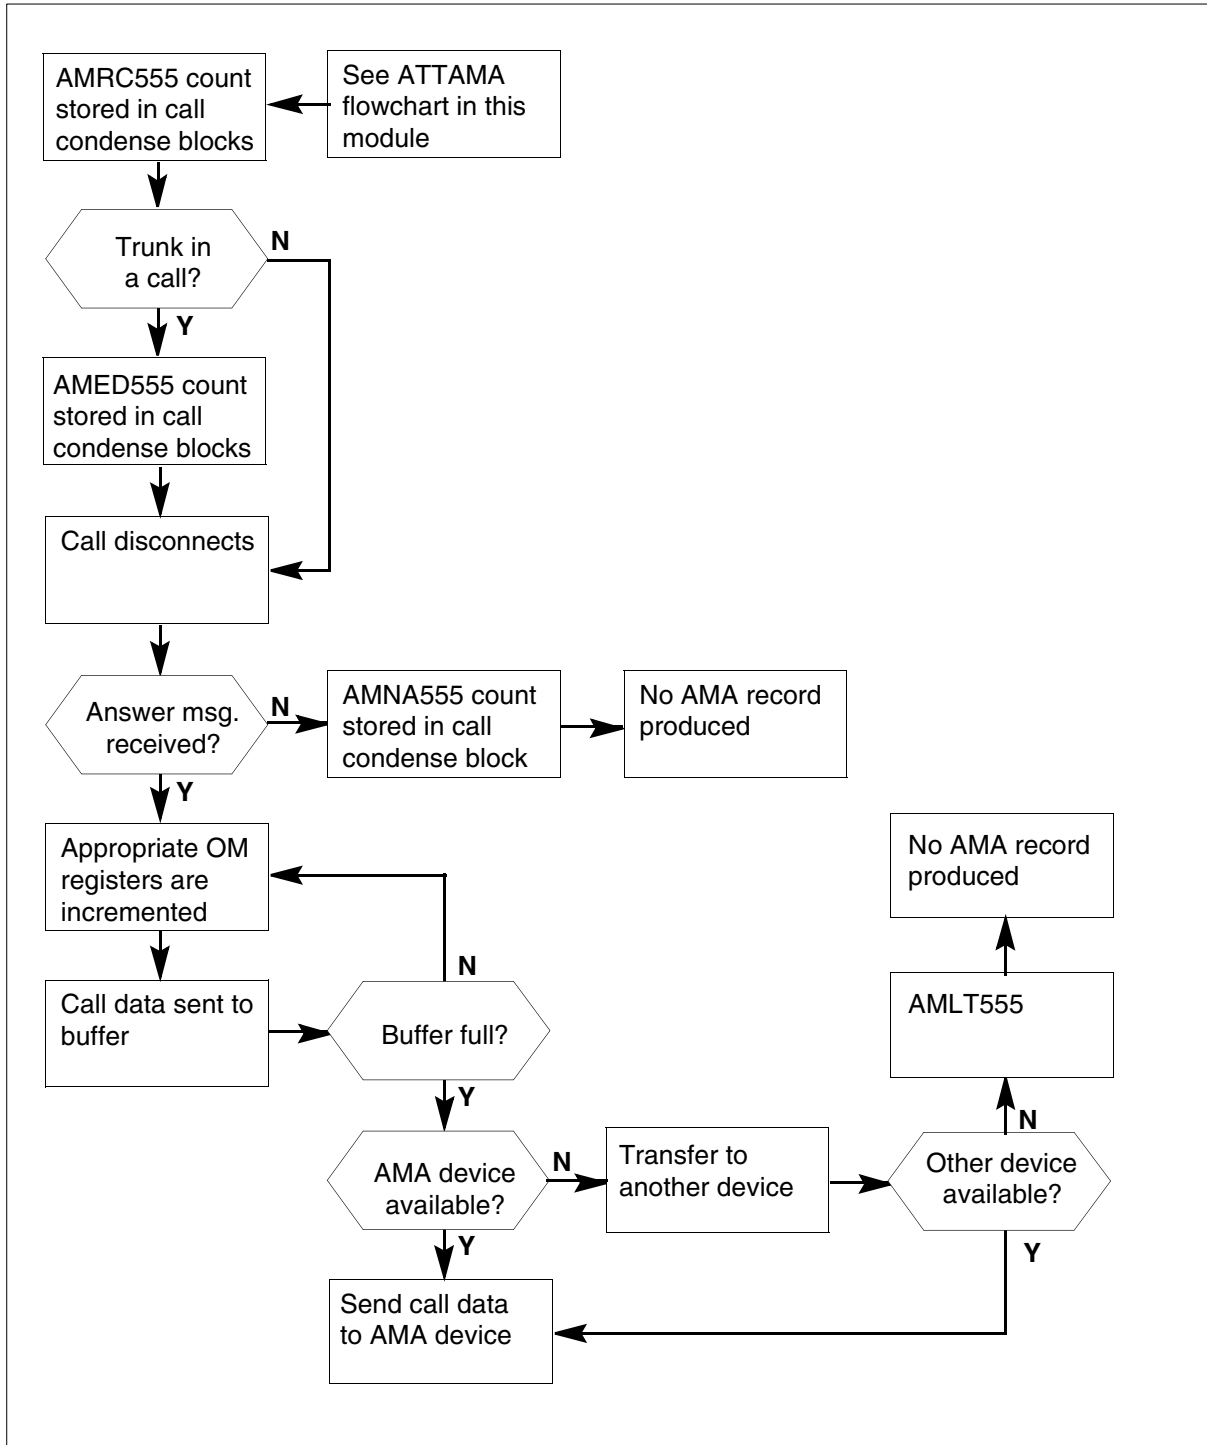 AMRC555 count
stored in call
condense blocks
See ATTAMA
flowchart in this
module
Trunk in
a call?
N
Y
AMED555 count
stored in call
condense blocks
Call disconnects
Answer msg.
received?
N
Y
AMNA555 count
stored in call
condense block
No AMA record
produced
Appropriate OM
registers are
incremented
Call data sent to
buffer
Buffer full?
N
Y
AMA device
available?
N
Y
Transfer to
another device
Other device
available?
N
Y
AMLT555
No AMA record
produced
Send call data
to AMA device